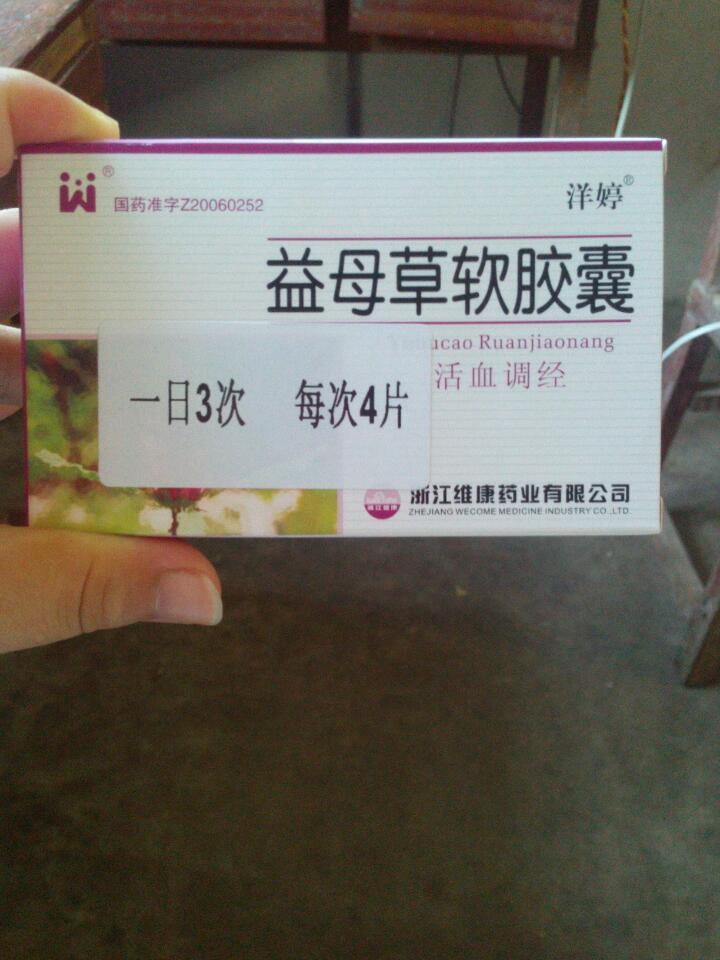 国药准字Z20060252
洋婷®
益母草软胶囊
ucao Ruanjiaonang
活血调经
一日3次 每次4片
浙江维康药业有限公司
ZHEJIANG WECOME MEDICINE INDUSTRY CO.,LTD.